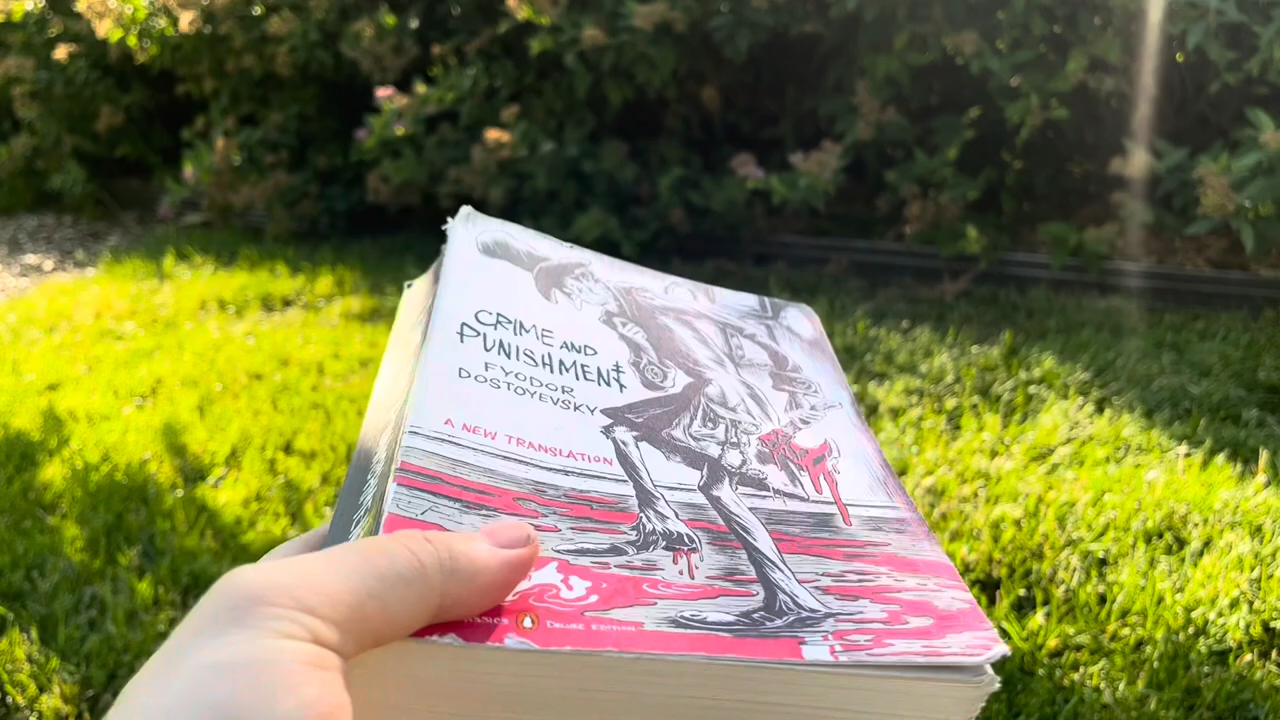 CRIME AND
PUNISHMENT
FYODOR
DOSTOYEVSKY
A NEW TRANSLATION
DELUXE EDITION